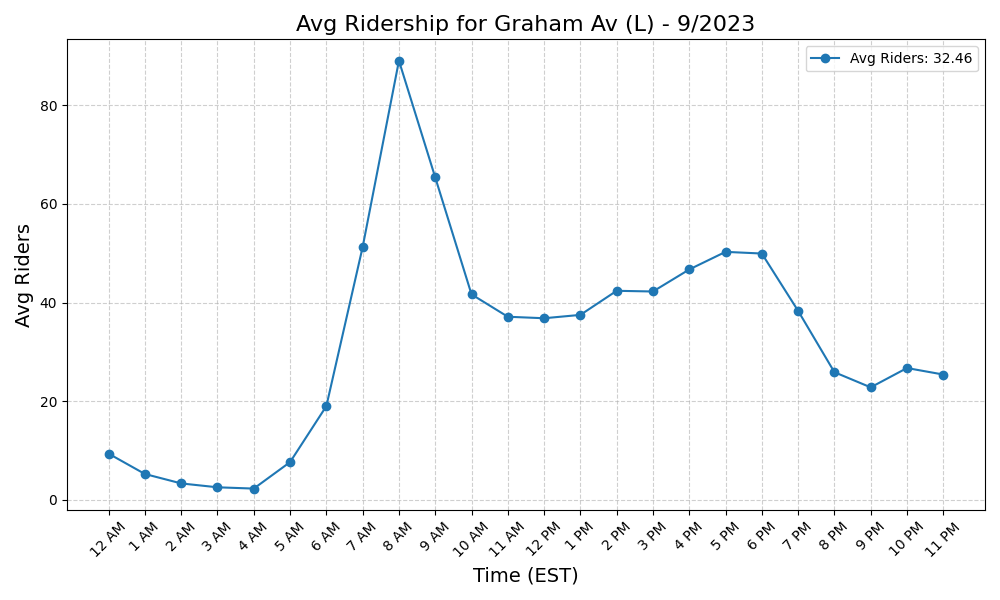 Avg Ridership for Graham Av (L) - 9/2023
Avg Riders: 32.46
Avg Riders
80
60
40
20
0
12 AM
1 AM
2 AM
3 AM
4 AM
5 AM
6 AM
7 AM
8 AM
9 AM
10 AM
11 AM
12 PM
1 PM
2 PM
3 PM
4 PM
5 PM
6 PM
7 PM
8 PM
9 PM
10 PM
11 PM
Time (EST)